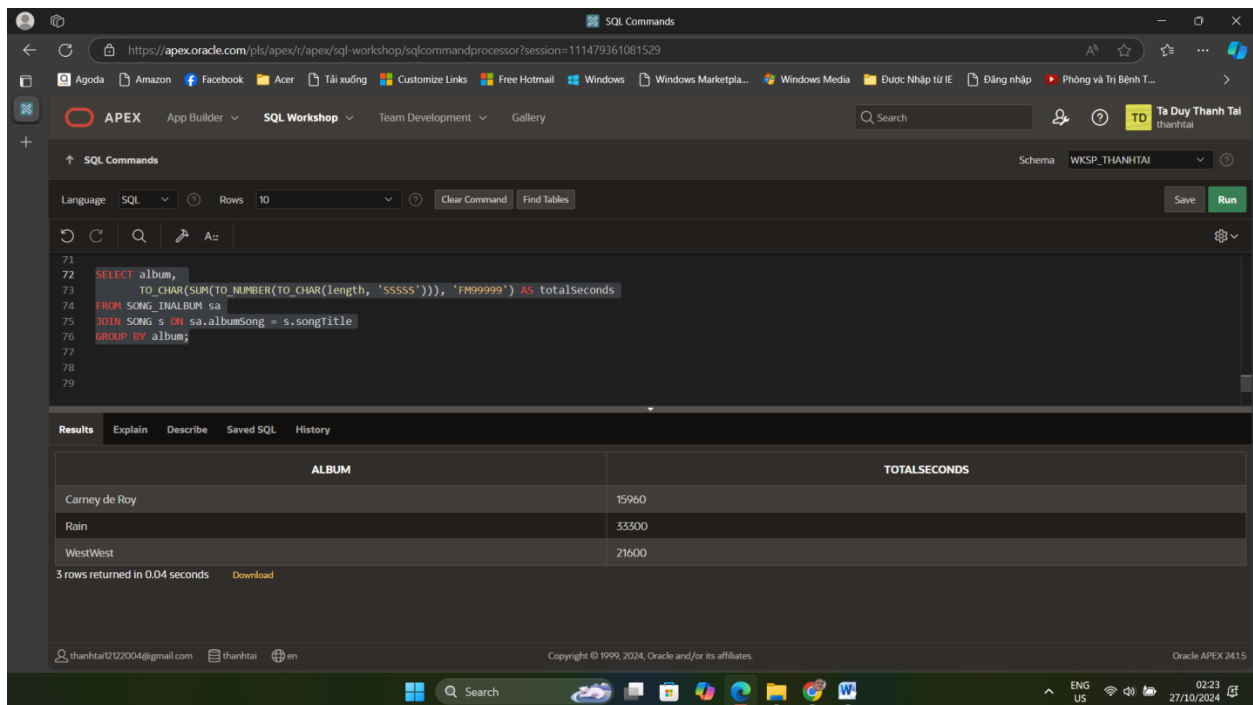 SQL Commands
https://apex.oracle.com/pls/apex/r/apex/sql-workshop/sqlcommandprocessor?session=111479361081529
Agoda Amazon Facebook Acer Tải xuống Customize Links Free Hotmail Windows Windows Marketpla... Windows Media Được Nhập từ IE Đăng nhập Phòng và Trị Bệnh T...
APEX App Builder SQL Workshop Team Development Gallery Search TD Ta Duy Thanh Tai
thanhtai
SQL Commands Schema WKSP_THANHTAI
Language SQL Rows 10 Clear Command Find Tables Save Run
71
72 SELECT album,
73 TO_CHAR(SUM(TO_NUMBER(TO_CHAR(length, 'SSSSS'))), 'FM99999') AS totalSeconds
74 FROM SONG_INALBUM sa
75 JOIN SONG s ON sa.albumSong = s.songTitle
76 GROUP BY album;
77
78
79
Results Explain Describe Saved SQL History
ALBUM TOTALSECONDS
Carney de Roy 15960
Rain 33300
WestWest 21600
3 rows returned in 0.04 seconds Download
thanhtai12122004@gmail.com thanhtai en Copyright © 1999, 2024, Oracle and/or its affiliates. Oracle APEX 24.1.5
Search ENG US 02:23
27/10/2024